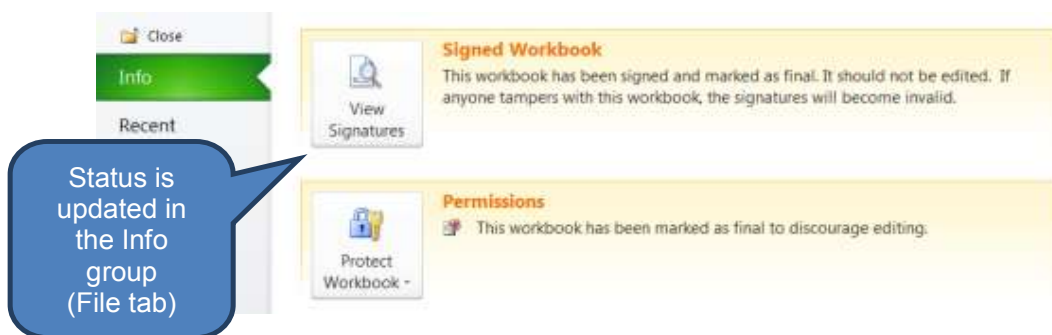 Close
Info
Recent
Status is
updated in
the Info
group
(File tab)
View
Signatures
Signed Workbook
This workbook has been signed and marked as final. It should not be edited. If
anyone tampers with this workbook, the signatures will become invalid.
Protect
Workbook
Permissions
This workbook has been marked as final to discourage editing.